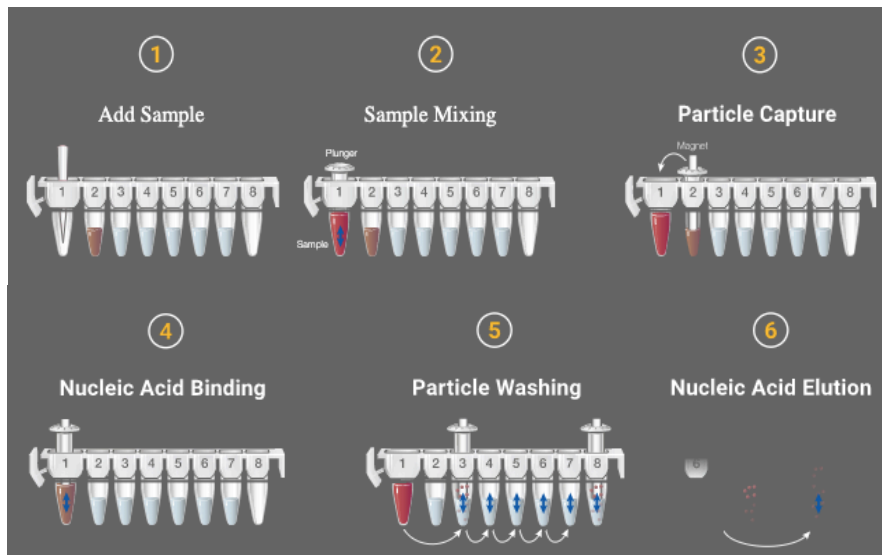 1
Add Sample
1 2 3 4 5 6 7 8
2
Sample Mixing
Plunger
1 2 3 4 5 6 7 8
Sample
3
Particle Capture
Magnet
1 2 3 4 5 6 7 8
4
Nucleic Acid Binding
1 2 3 4 5 6 7 8
5
Particle Washing
1 2 3 4 5 6 7 8
6
Nucleic Acid Elution
6